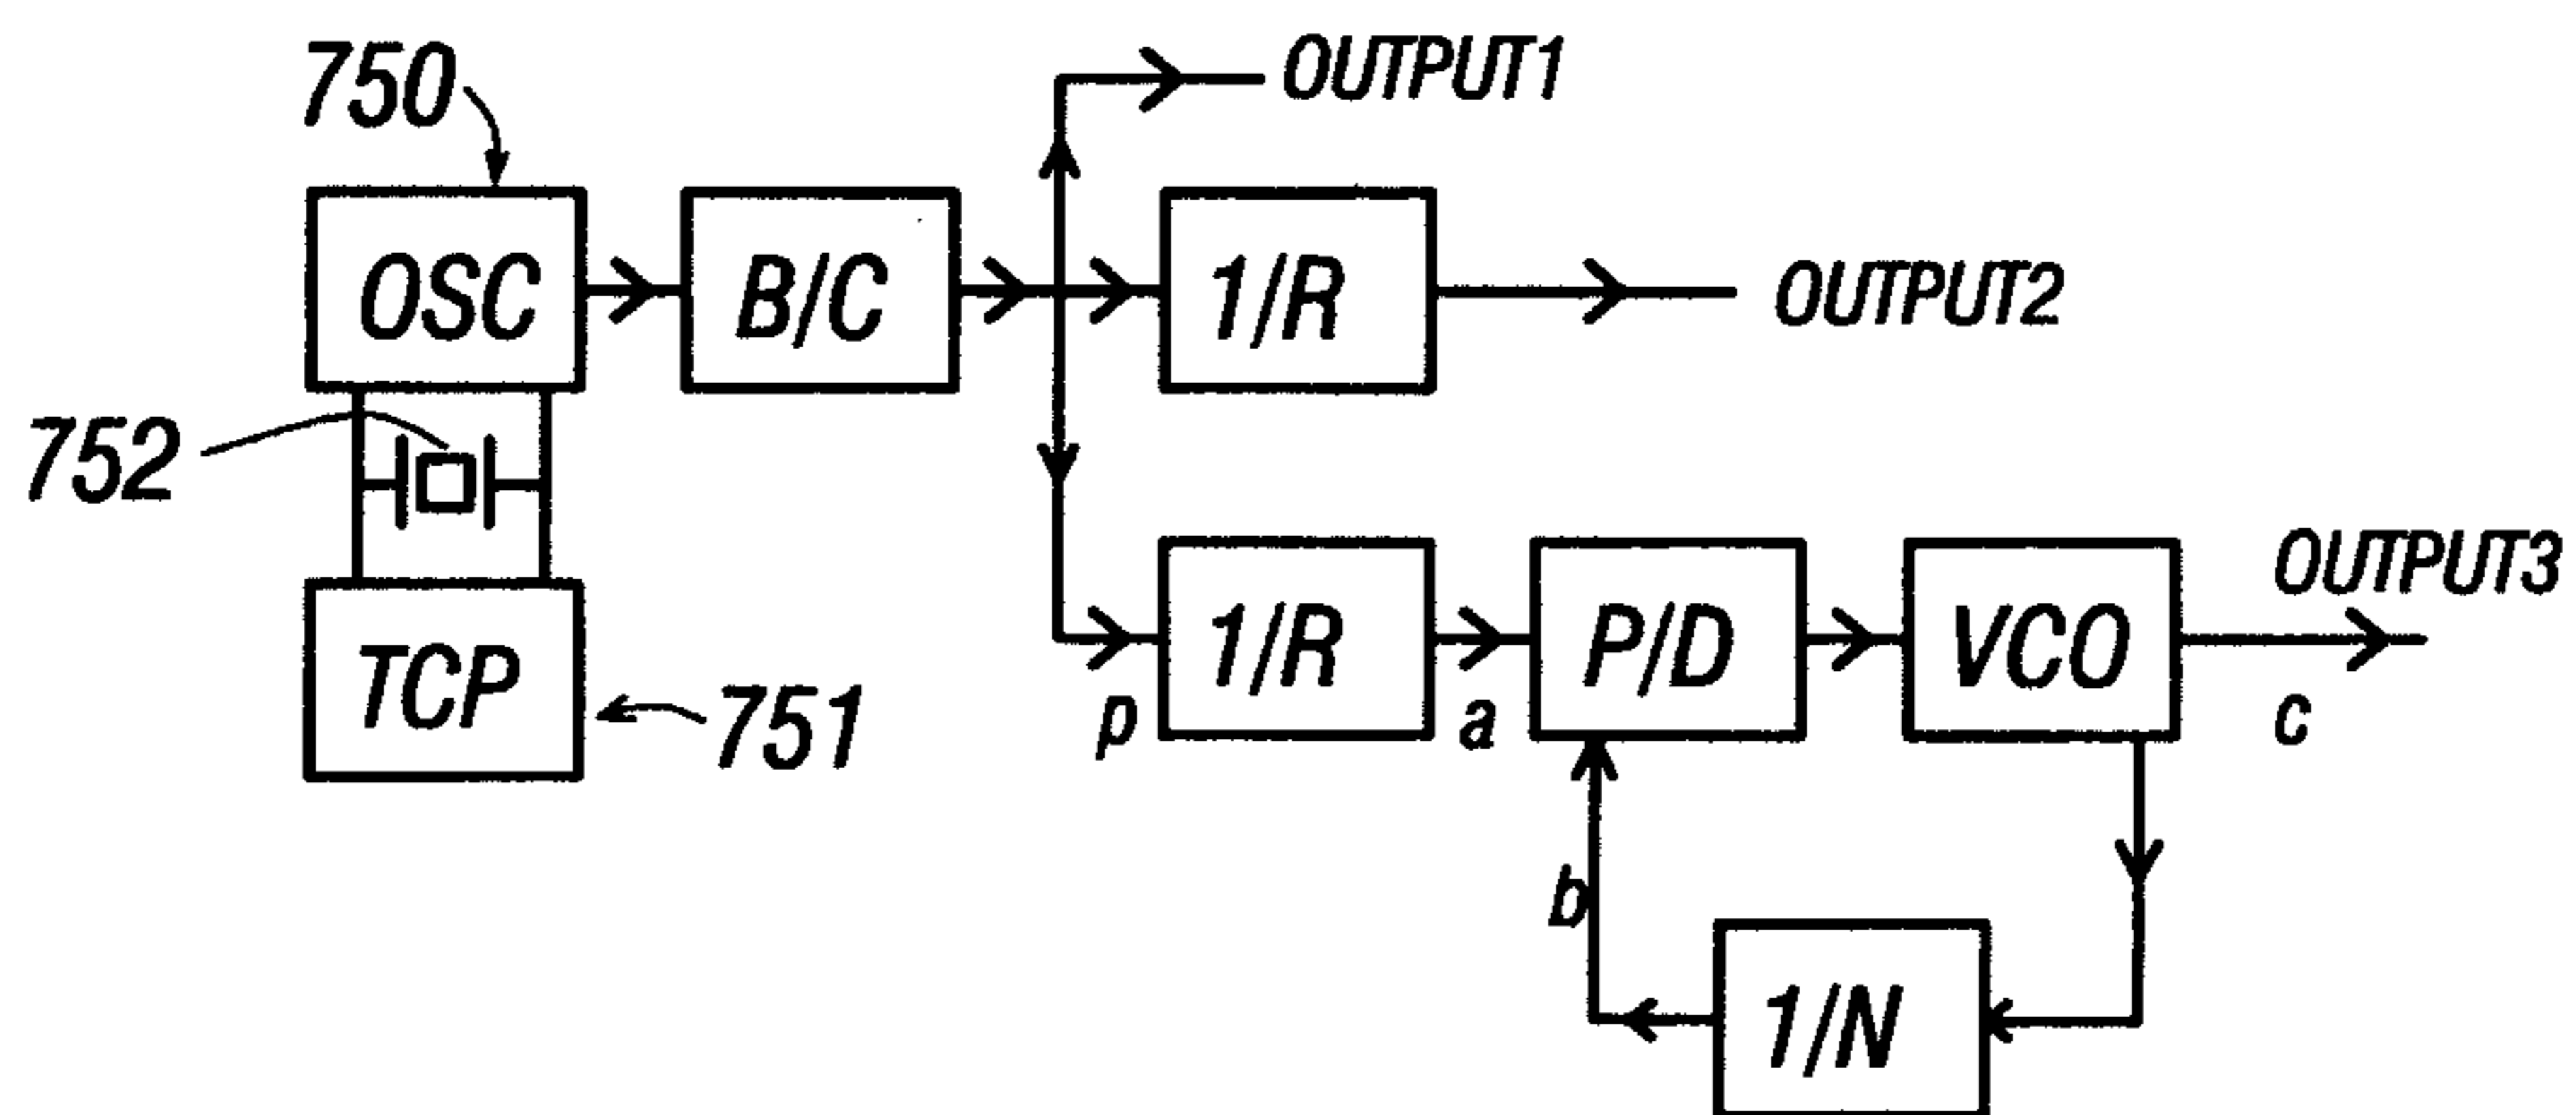 750
OUTPUT1
OSC
B/C
1/R
OUTPUT2
752
TCP
751
1/R
P/D
VCO
OUTPUT3
p
a
c
b
1/N